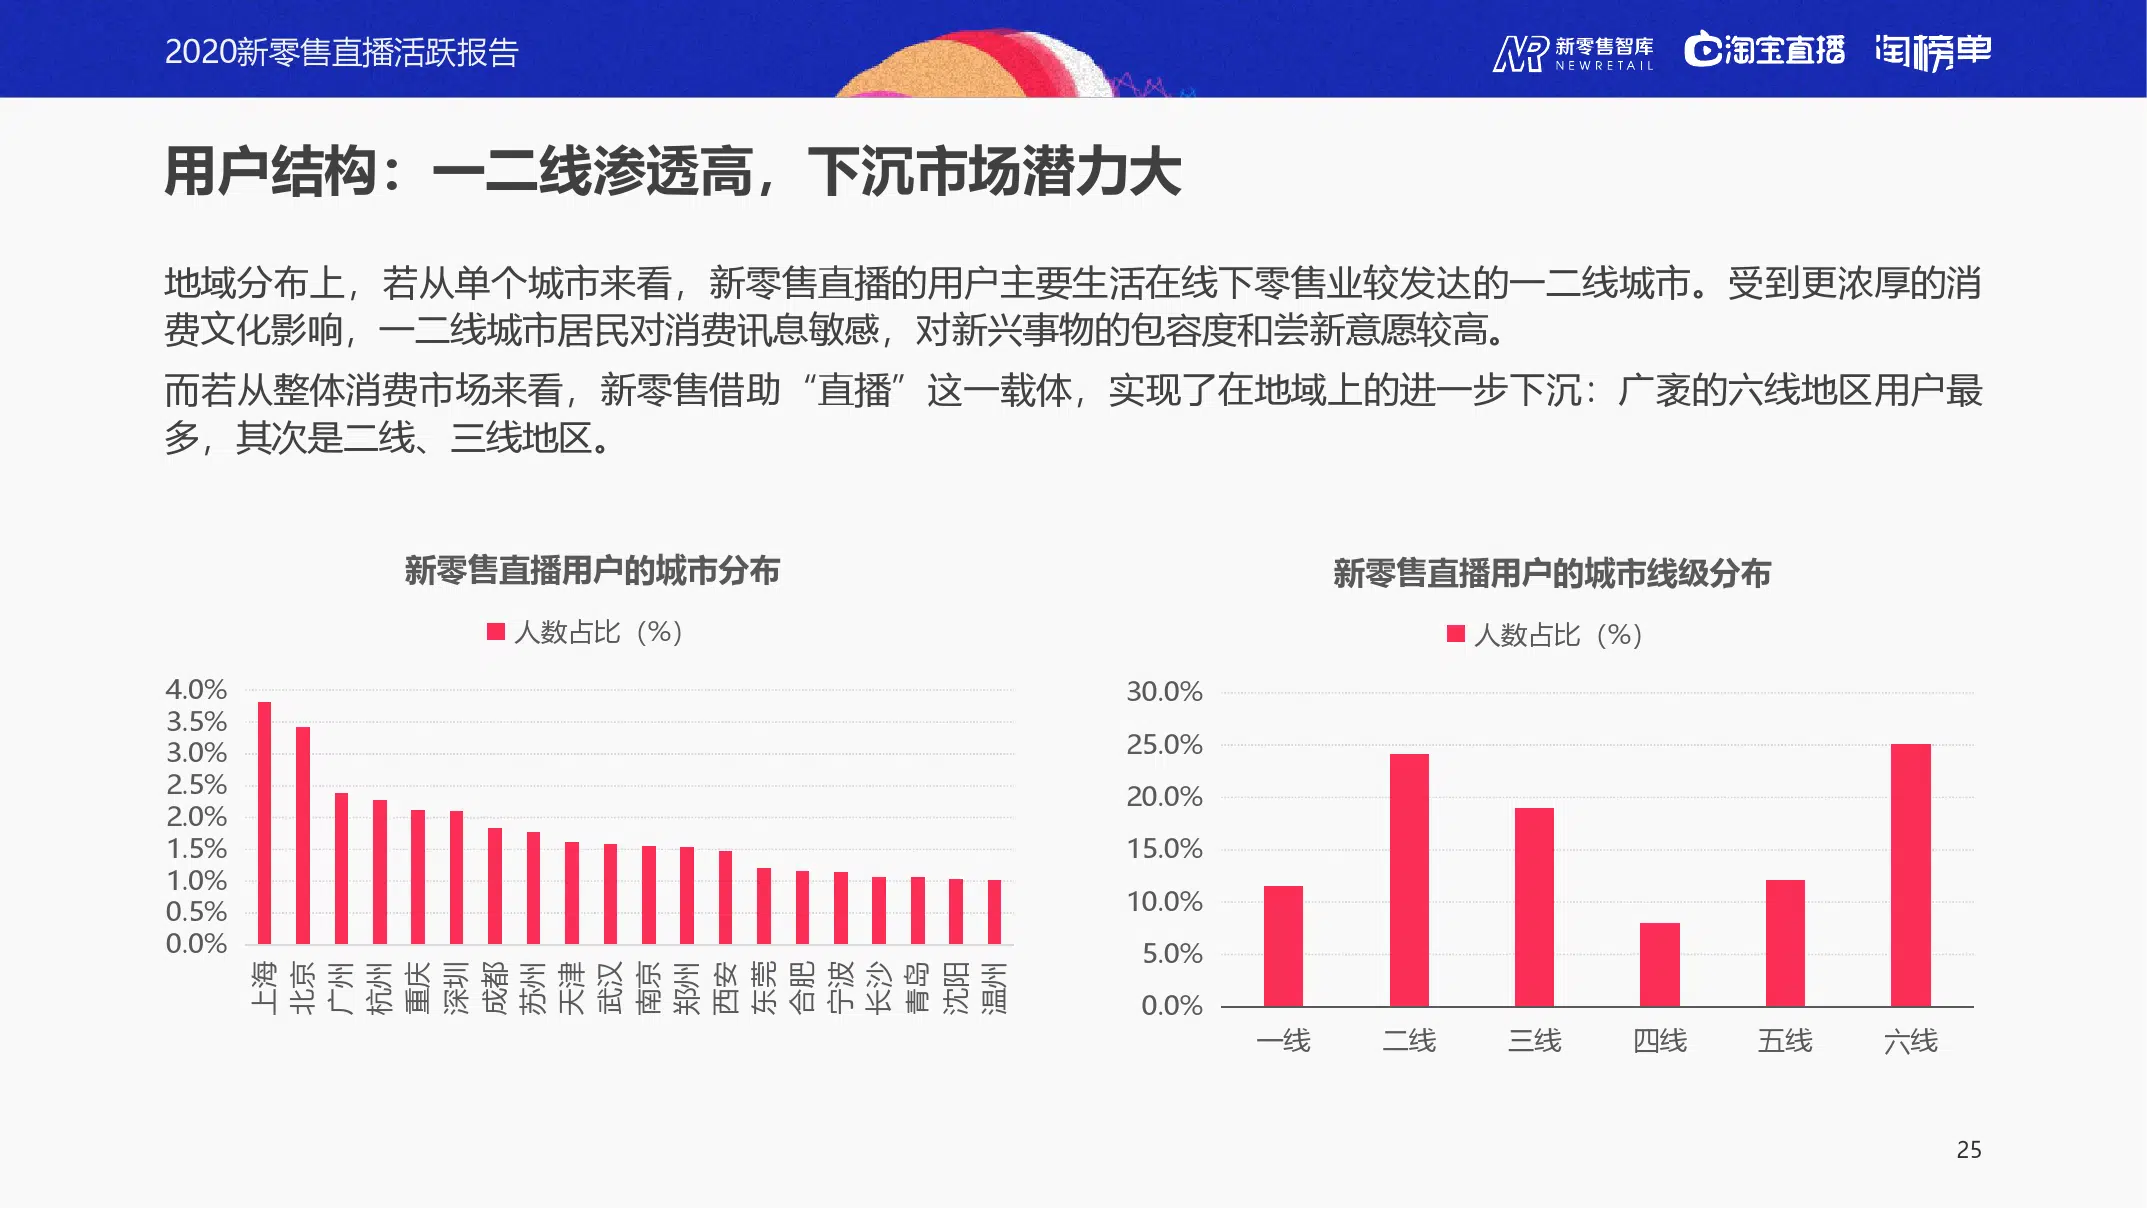 2020新零售直播活跃报告
NR 新零售智库 NEWRETAIL 淘宝直播 淘榜单
用户结构：一二线渗透高，下沉市场潜力大
地域分布上，若从单个城市来看，新零售直播的用户主要生活在线下零售业较发达的一二线城市。受到更浓厚的消
费文化影响，一二线城市居民对消费讯息敏感，对新兴事物的包容度和尝新意愿较高。
而若从整体消费市场来看，新零售借助“直播”这一载体，实现了在地域上的进一步下沉：广袤的六线地区用户最
多，其次是二线、三线地区。
新零售直播用户的城市分布
人数占比（%）
4.0%
3.5%
3.0%
2.5%
2.0%
1.5%
1.0%
0.5%
0.0%
上海 北京 广州 杭州 重庆 深圳 成都 苏州 天津 武汉 南京 郑州 西安 东莞 合肥 宁波 长沙 青岛 沈阳 温州
新零售直播用户的城市线级分布
人数占比（%）
30.0%
25.0%
20.0%
15.0%
10.0%
5.0%
0.0%
一线 二线 三线 四线 五线 六线
25